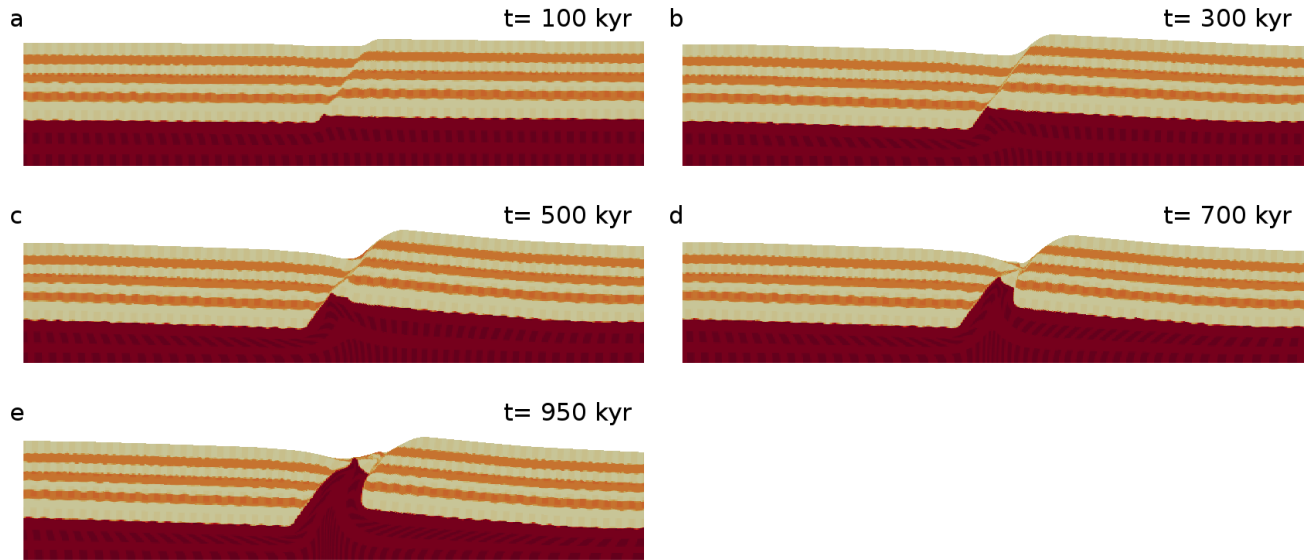 a t= 100 kyr
b t= 300 kyr
c t= 500 kyr
d t= 700 kyr
e t= 950 kyr